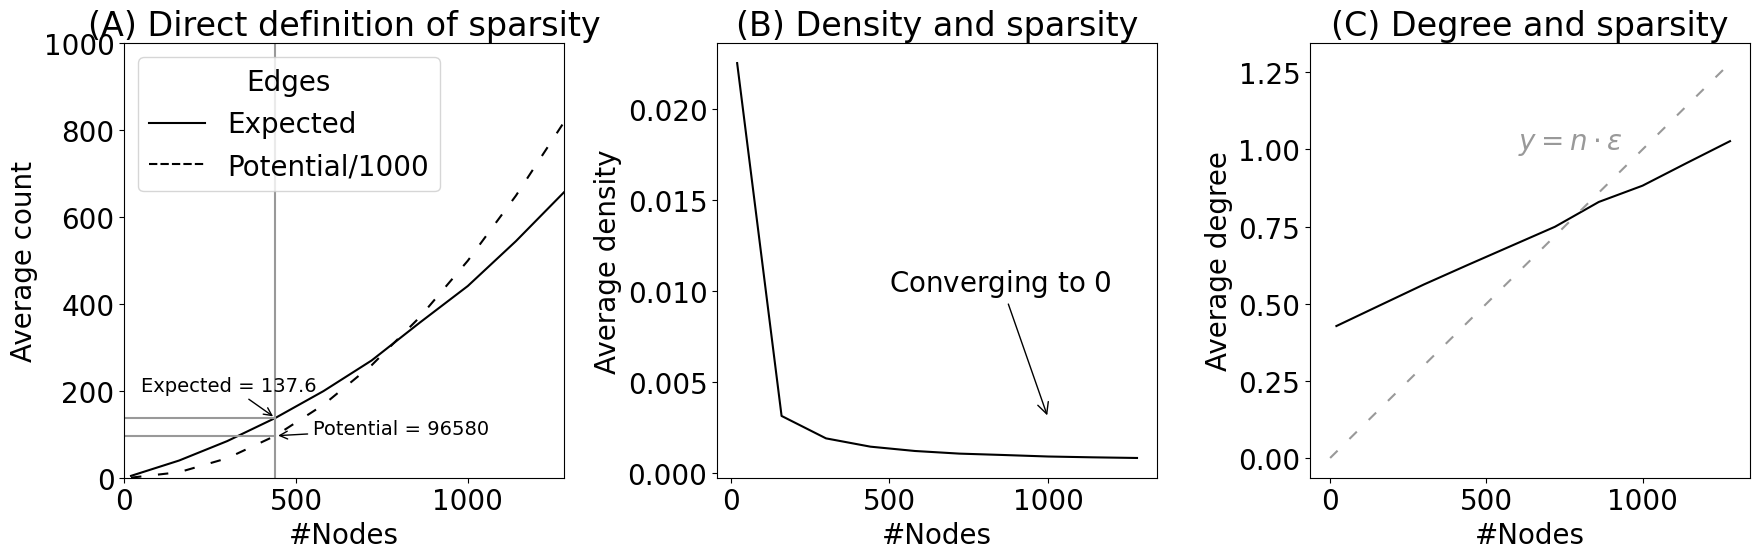 (A) Direct definition of sparsity
1000
800
600
400
200
0
0
500
1000
Average count
#Nodes
Edges
Expected
Potential/1000
Expected = 137.6
Potential = 96580
(B) Density and sparsity
0.020
0.015
0.010
0.005
0.000
0
500
1000
Average density
#Nodes
Converging to 0
(C) Degree and sparsity
1.25
1.00
0.75
0.50
0.25
0.00
0
500
1000
Average degree
#Nodes
y = n · ε